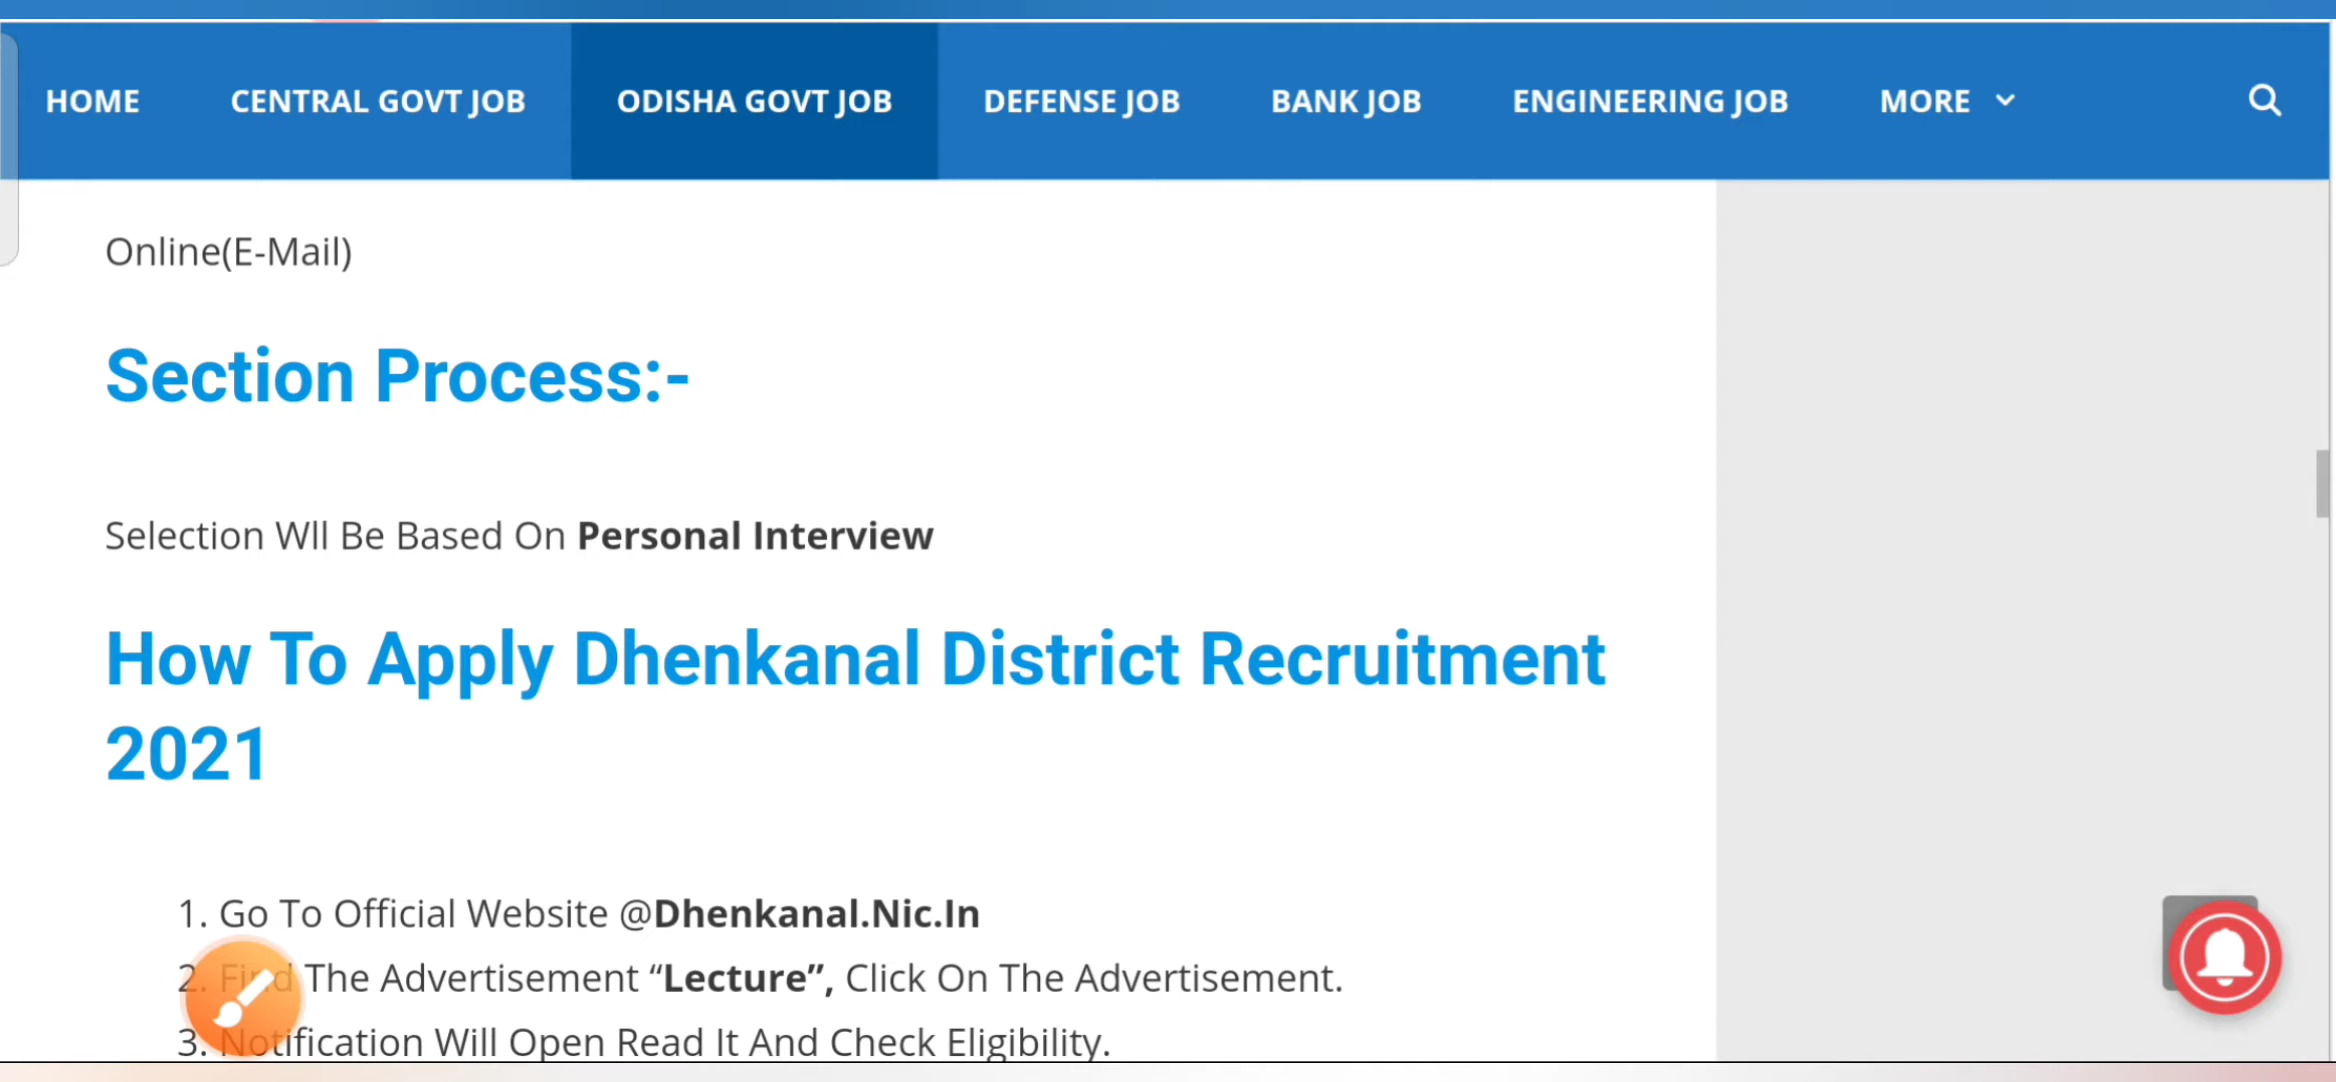 HOME CENTRAL GOVT JOB ODISHA GOVT JOB DEFENSE JOB BANK JOB ENGINEERING JOB MORE
Online(E-Mail)
Section Process:-
Selection Wll Be Based On Personal Interview
How To Apply Dhenkanal District Recruitment
2021
1. Go To Official Website @Dhenkanal.Nic.In
2. Find The Advertisement “Lecture”, Click On The Advertisement.
3. Notification Will Open Read It And Check Eligibility.